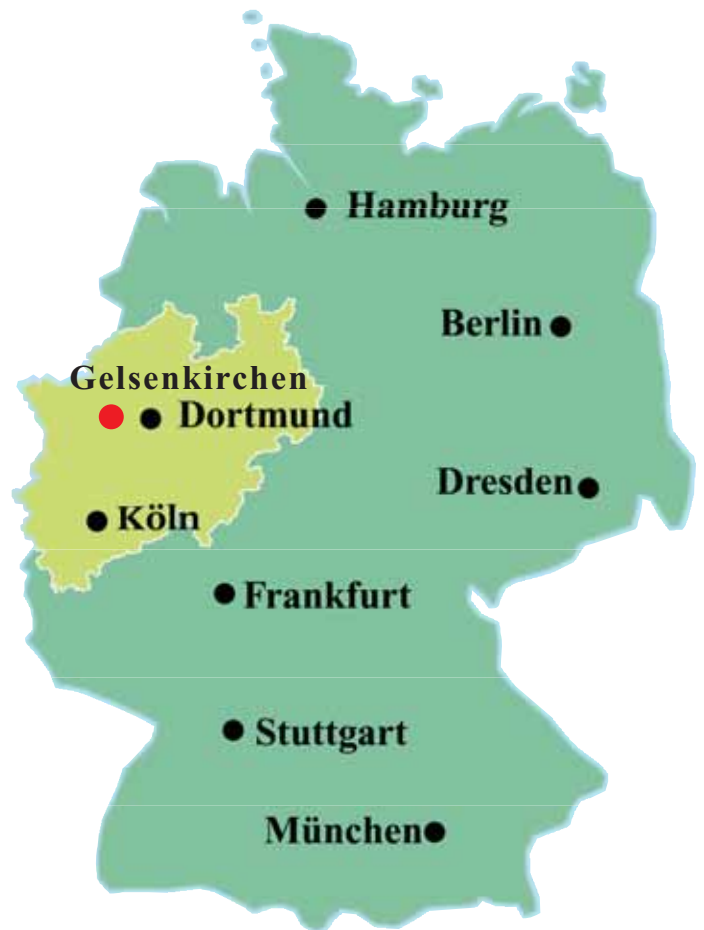 Hamburg
Berlin
Gelsenkirchen
Dortmund
Dresden
Köln
Frankfurt
Stuttgart
München